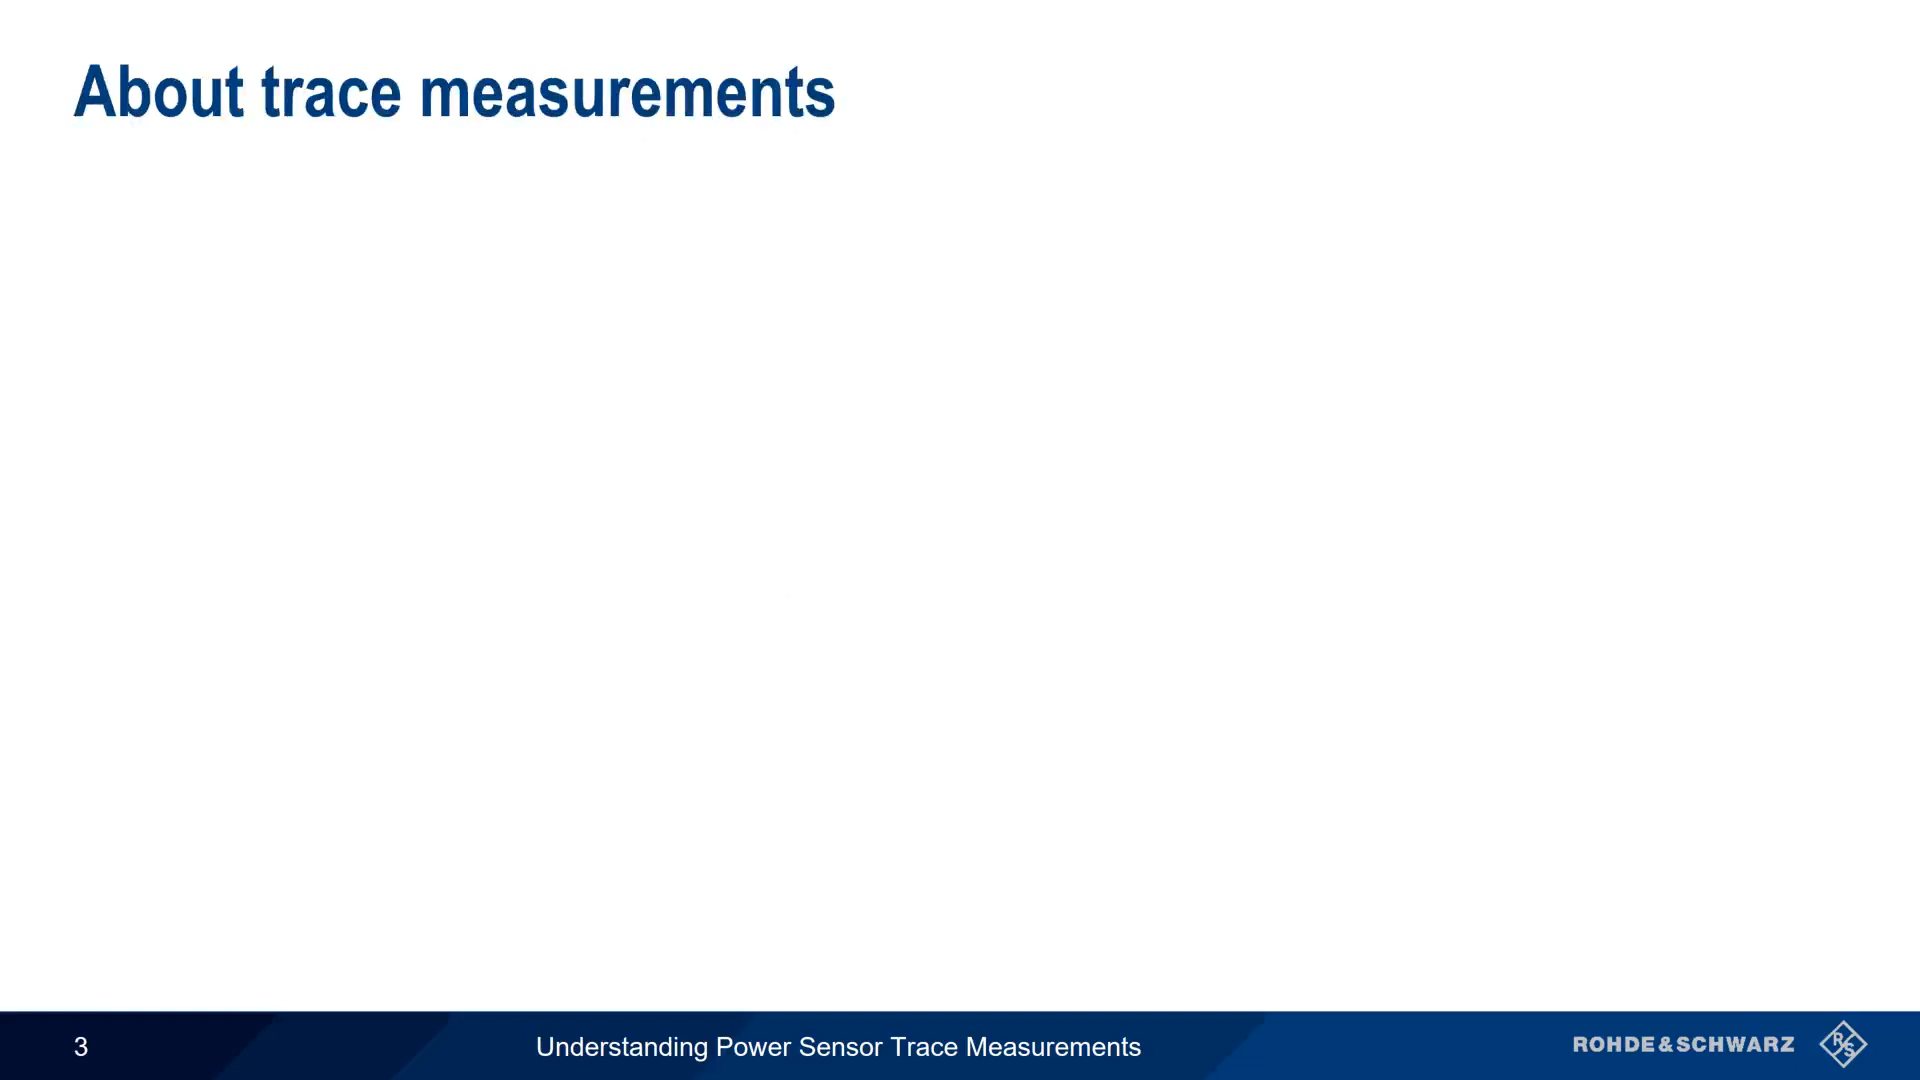 About trace measurements
3
Understanding Power Sensor Trace Measurements
ROHDE&SCHWARZ
R
S